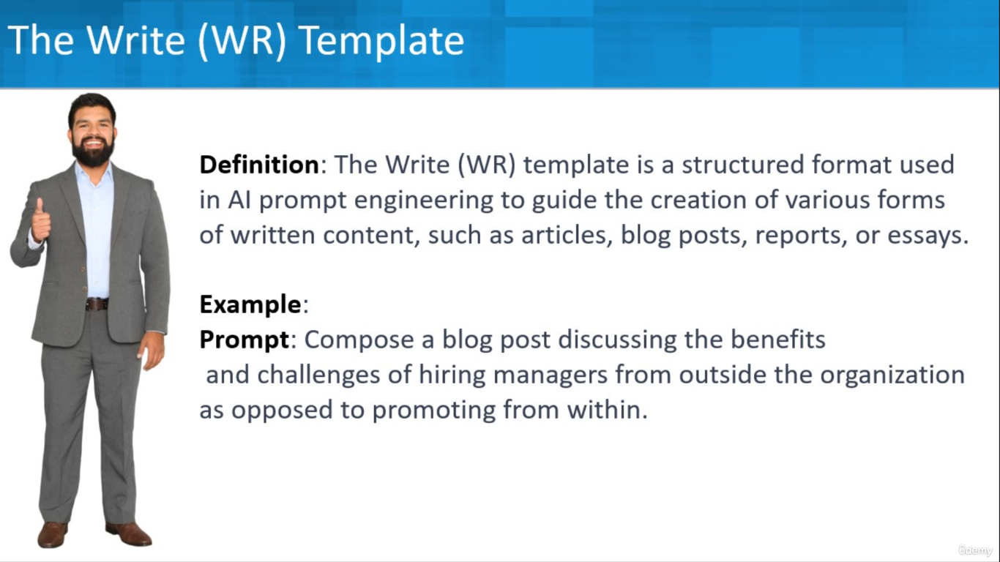 The Write (WR) Template
Definition: The Write (WR) template is a structured format used
in AI prompt engineering to guide the creation of various forms
of written content, such as articles, blog posts, reports, or essays.
Example:
Prompt: Compose a blog post discussing the benefits
and challenges of hiring managers from outside the organization
as opposed to promoting from within.
ûdemy